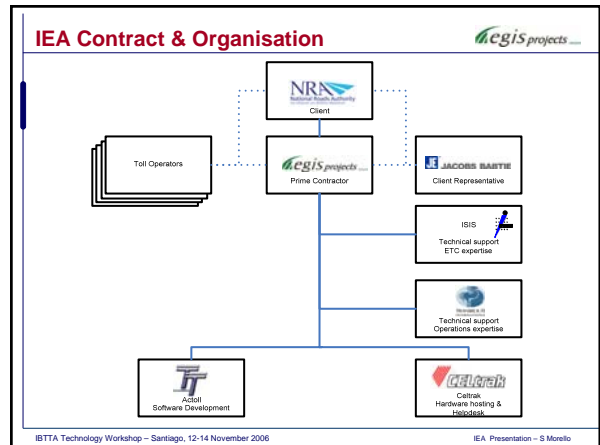 IEA Contract & Organisation
egis projects
NRA
National Roads Authority
Client
Toll Operators
egis projects
Prime Contractor
JE JACOBS BABTIE
Client Representative
ISIS
Technical support
ETC expertise
Technical support
Operations expertise
Actoll
Software Development
CELtrak
Celtrak
Hardware hosting &
Helpdesk
IBTTA Technology Workshop – Santiago, 12-14 November 2006
IEA Presentation – S Morello